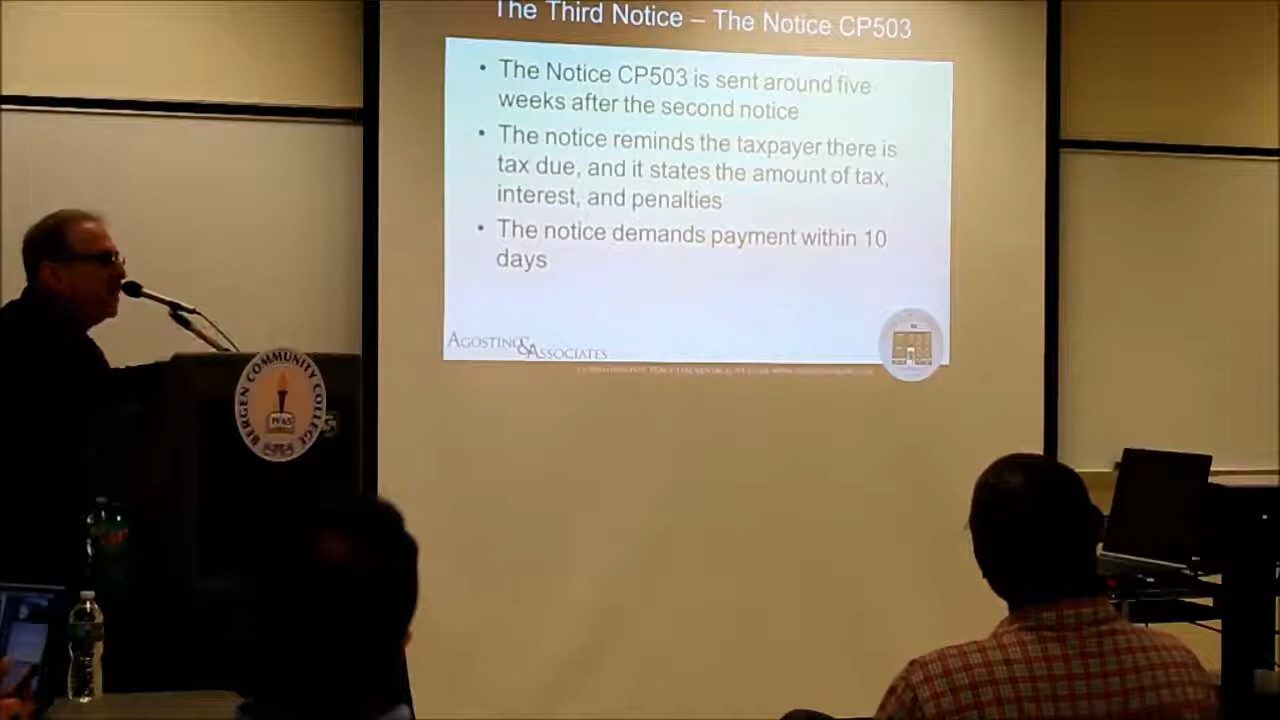 The Third Notice – The Notice CP503
• The Notice CP503 is sent around five
weeks after the second notice
• The notice reminds the taxpayer there is
tax due, and it states the amount of tax,
interest, and penalties
• The notice demands payment within 10
days
AGOSTINO & ASSOCIATES
BERGEN COMMUNITY COLLEGE
1965